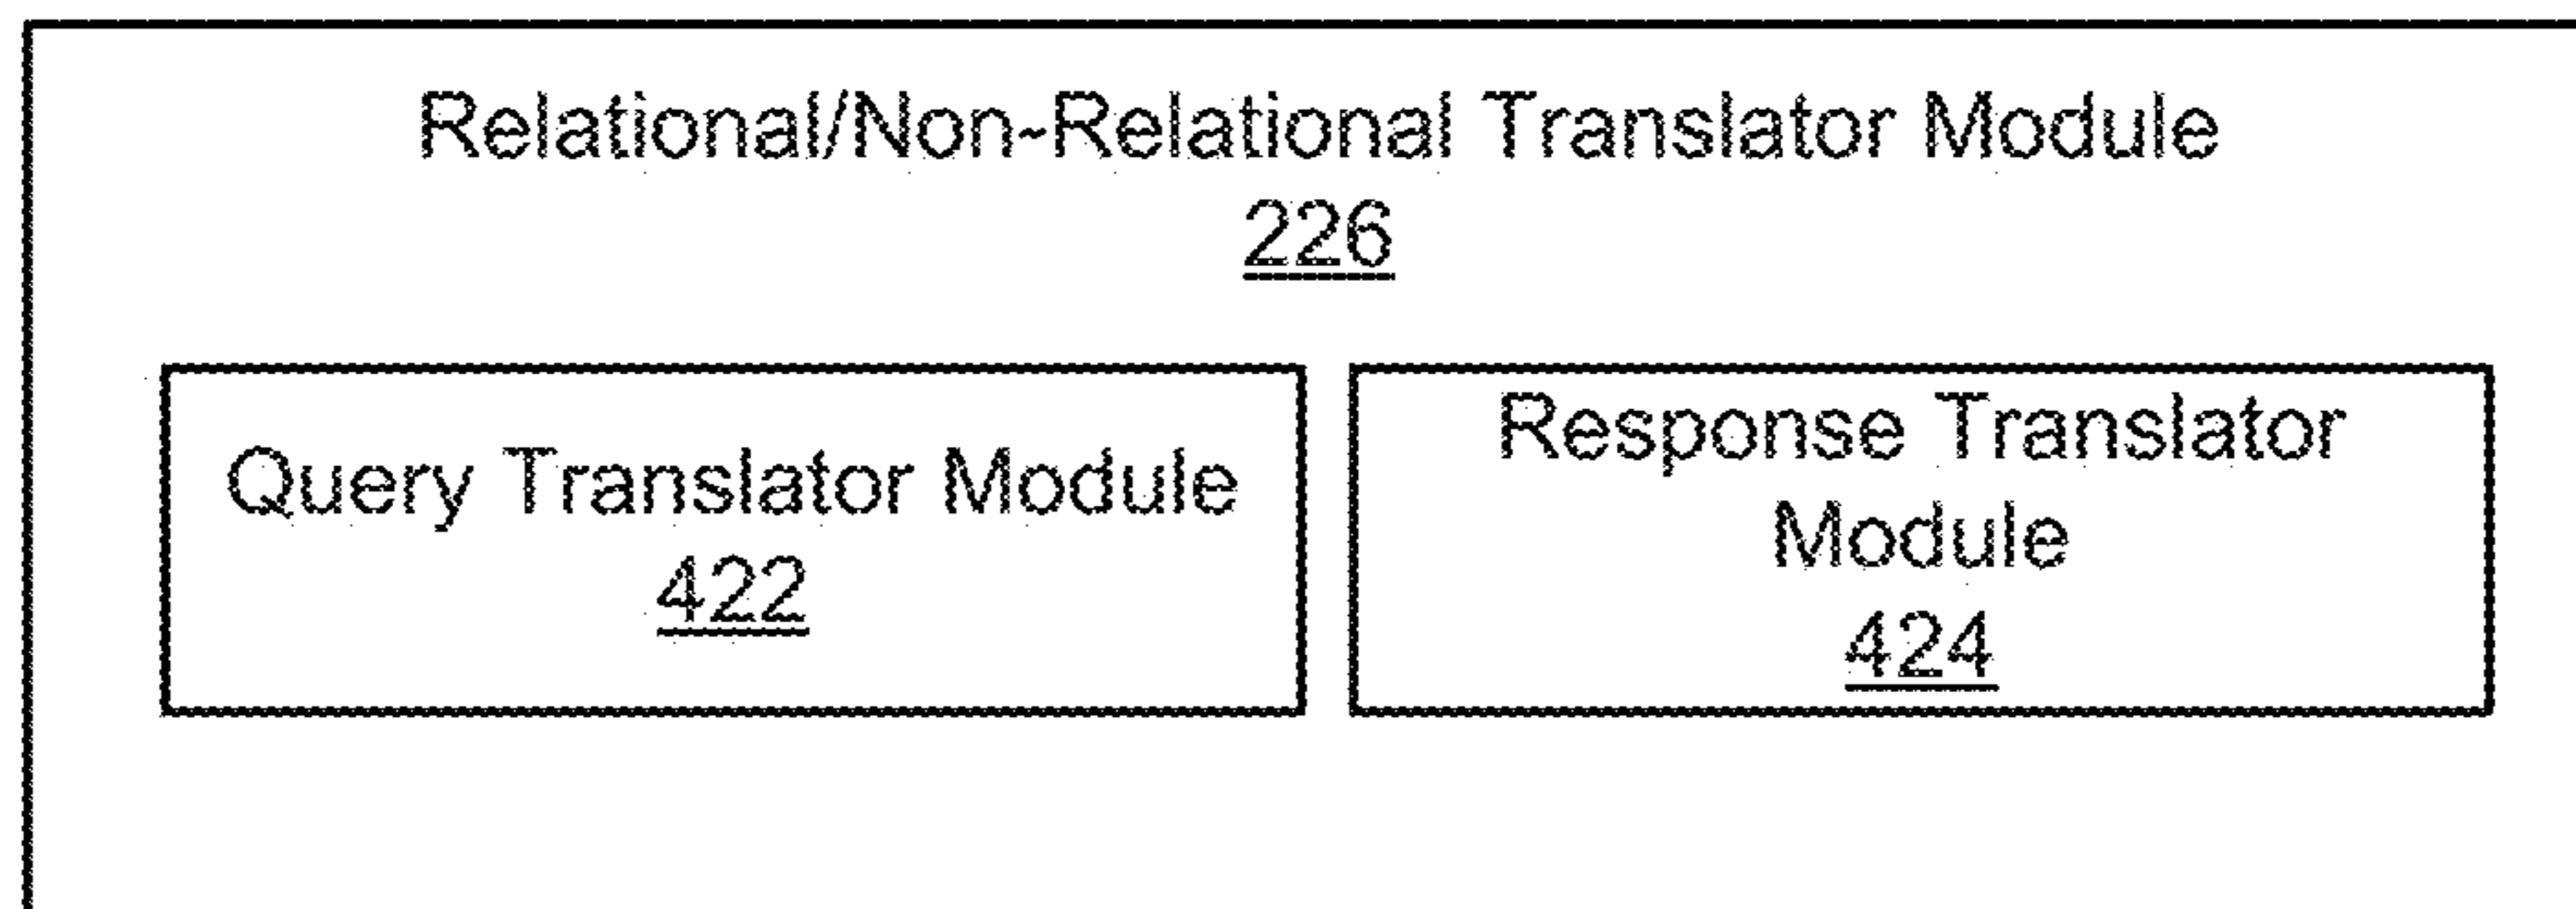 Relational/Non-Relational Translator Module
226
Query Translator Module
422
Response Translator
Module
424